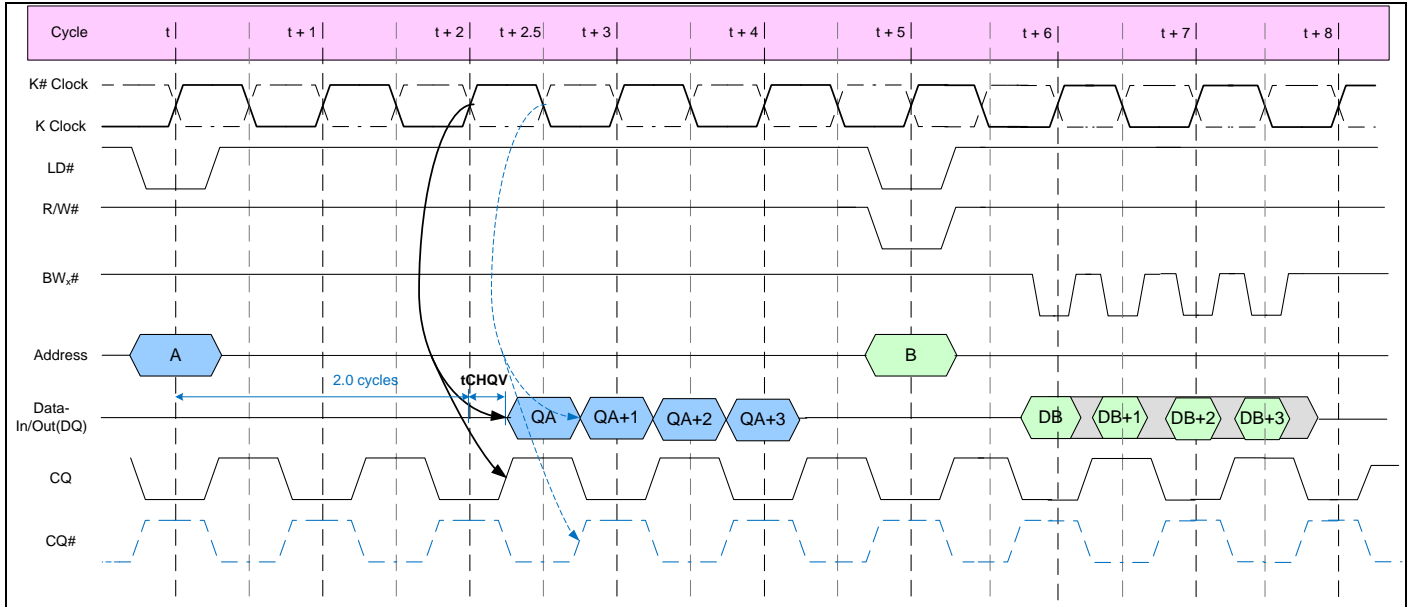 Cycle t t + 1 t + 2 t + 2.5 t + 3 t + 4 t + 5 t + 6 t + 7 t + 8
K# Clock
K Clock
LD#
R/W#
BWx#
Address A B
2.0 cycles tCHQV
Data-
In/Out(DQ) QA QA+1 QA+2 QA+3 DB DB+1 DB+2 DB+3
CQ
CQ#